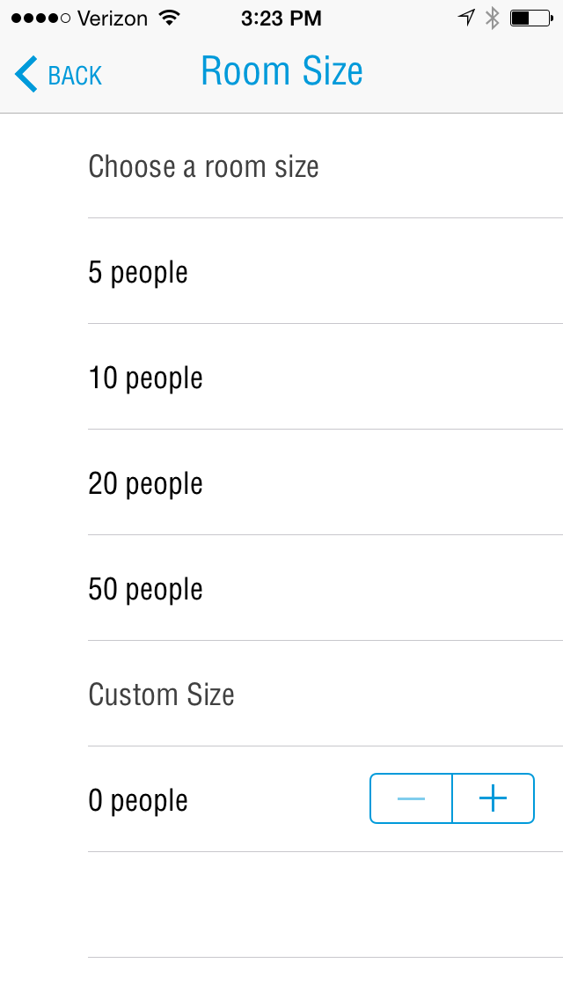 Verizon 3:23 PM
BACK Room Size
Choose a room size
5 people
10 people
20 people
50 people
Custom Size
0 people